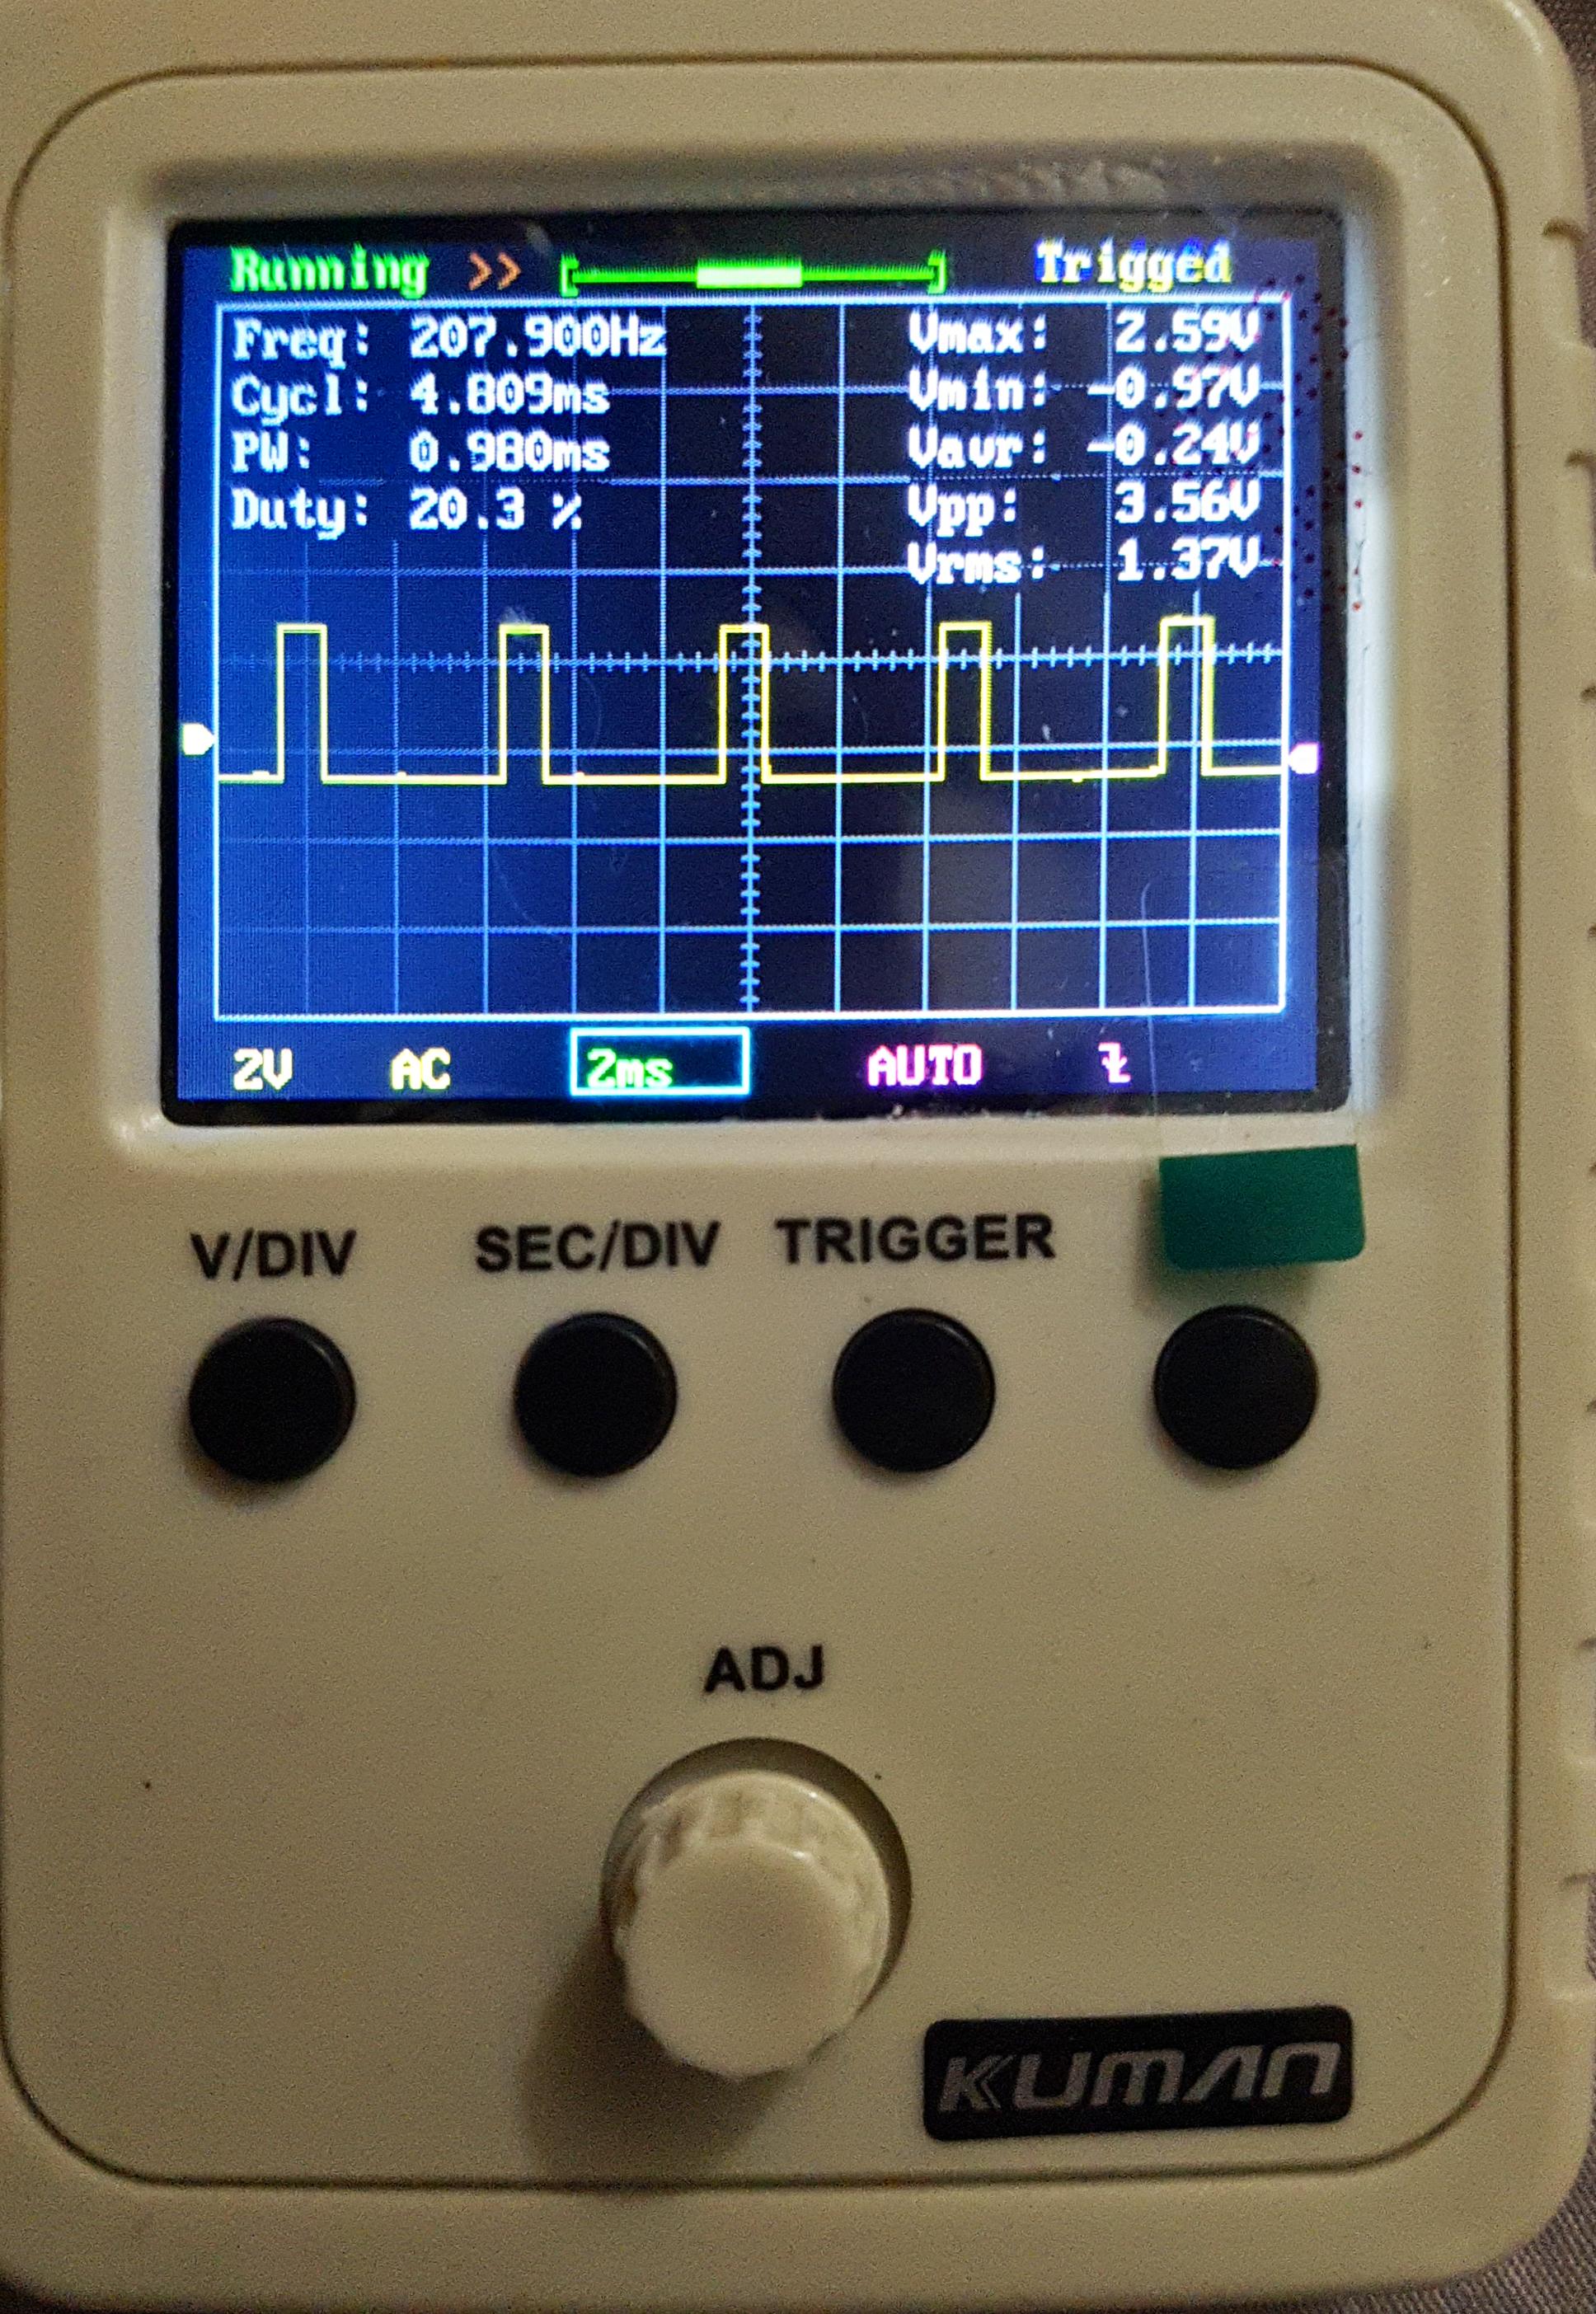 Running >> Trigged
Freq: 207.900Hz Vmax: 2.59V
Cycl: 4.809ms Vmin: -0.97V
PW: 0.980ms Vavr: -0.24V
Duty: 20.3 % Vpp: 3.56V
Vrms: 1.37V
2V AC 2ms AUTO
V/DIV SEC/DIV TRIGGER
ADJ
KUMAN